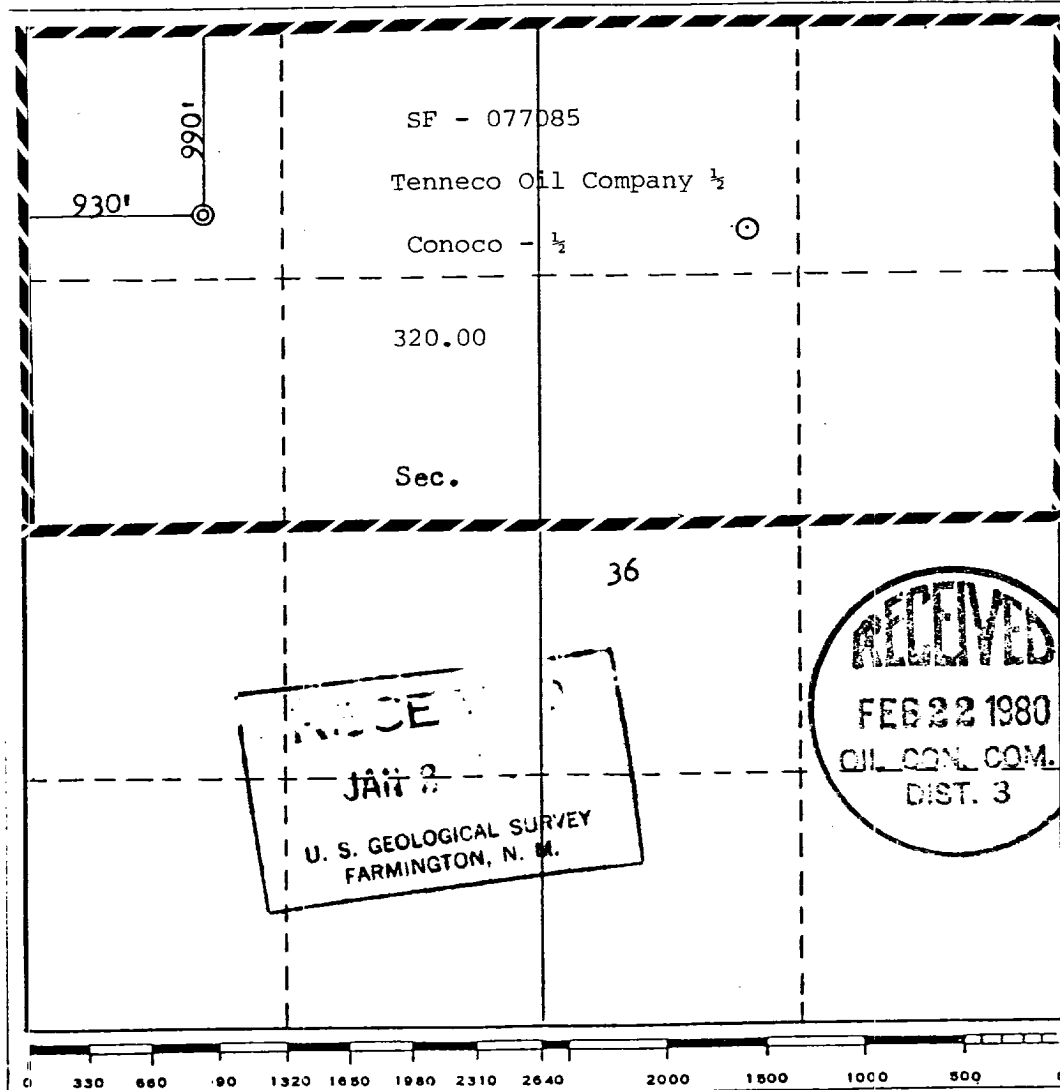 990'
SF - 077085
Tenneco Oil Company ½
930'
Conoco - ½
320.00
Sec.
36
RECEIVED
FEB 22 1980
OIL CON. COM.
DIST. 3
JAN
U. S. GEOLOGICAL SURVEY
FARMINGTON, N. M.
0 330 660 90 1320 1650 1980 2310 2640 2000 1500 1000 500